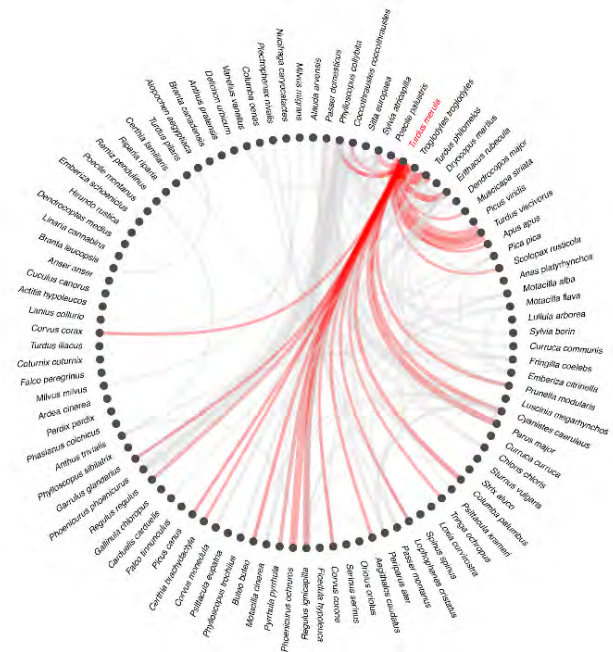 Alauda arvensis
Passer domesticus
Phylloscopus collybita
Coccothraustes coccothraustes
Sitta europaea
Sylvia atricapilla
Poecile palustris
Turdus merula
Troglodytes troglodytes
Turdus philomelos
Dryocopus martius
Erithacus rubecula
Dendrocopos major
Muscicapa striata
Picus viridis
Turdus viscivorus
Apus apus
Pica pica
Scolopax rusticola
Anas platyrhynchos
Motacilla alba
Motacilla flava
Lullula arborea
Sylvia borin
Curruca communis
Fringilla coelebs
Emberiza citrinella
Prunella modularis
Luscinia megarhynchos
Cyanistes caeruleus
Parus major
Curruca curruca
Chloris chloris
Sturnus vulgaris
Strix aluco
Columba palumbus
Psittacula krameri
Tringa ochropus
Loxia curvirostra
Spinus spinus
Lophophanes cristatus
Passer montanus
Periparus ater
Aegithalos caudatus
Oriolus oriolus
Serinus serinus
Corvus corone
Ficedula hypoleuca
Regulus ignicapilla
Phoenicurus ochruros
Pyrrhula pyrrhula
Motacilla cinerea
Buteo buteo
Phylloscopus trochilus
Psittacula eupatria
Corvus monedula
Certhia brachydactyla
Picus canus
Falco tinnunculus
Carduelis carduelis
Gallinula chloropus
Regulus regulus
Phoenicurus phoenicurus
Garrulus glandarius
Phylloscopus sibilatrix
Anthus trivialis
Phasianus colchicus
Perdix perdix
Ardea cinerea
Milvus milvus
Falco peregrinus
Coturnix coturnix
Turdus iliacus
Corvus corax
Lanius collurio
Actitis hypoleucos
Cuculus canorus
Anser anser
Branta leucopsis
Linaria cannabina
Dendrocoptes medius
Hirundo rustica
Emberiza schoeniclus
Poecile montanus
Remiz pendulinus
Riparia riparia
Certhia familiaris
Turdus pilaris
Alopochen aegyptiaca
Branta canadensis
Anthus pratensis
Delichon urbicum
Vanellus vanellus
Columba oenas
Plectrophenax nivalis
Nucifraga caryocatactes
Milvus migrans